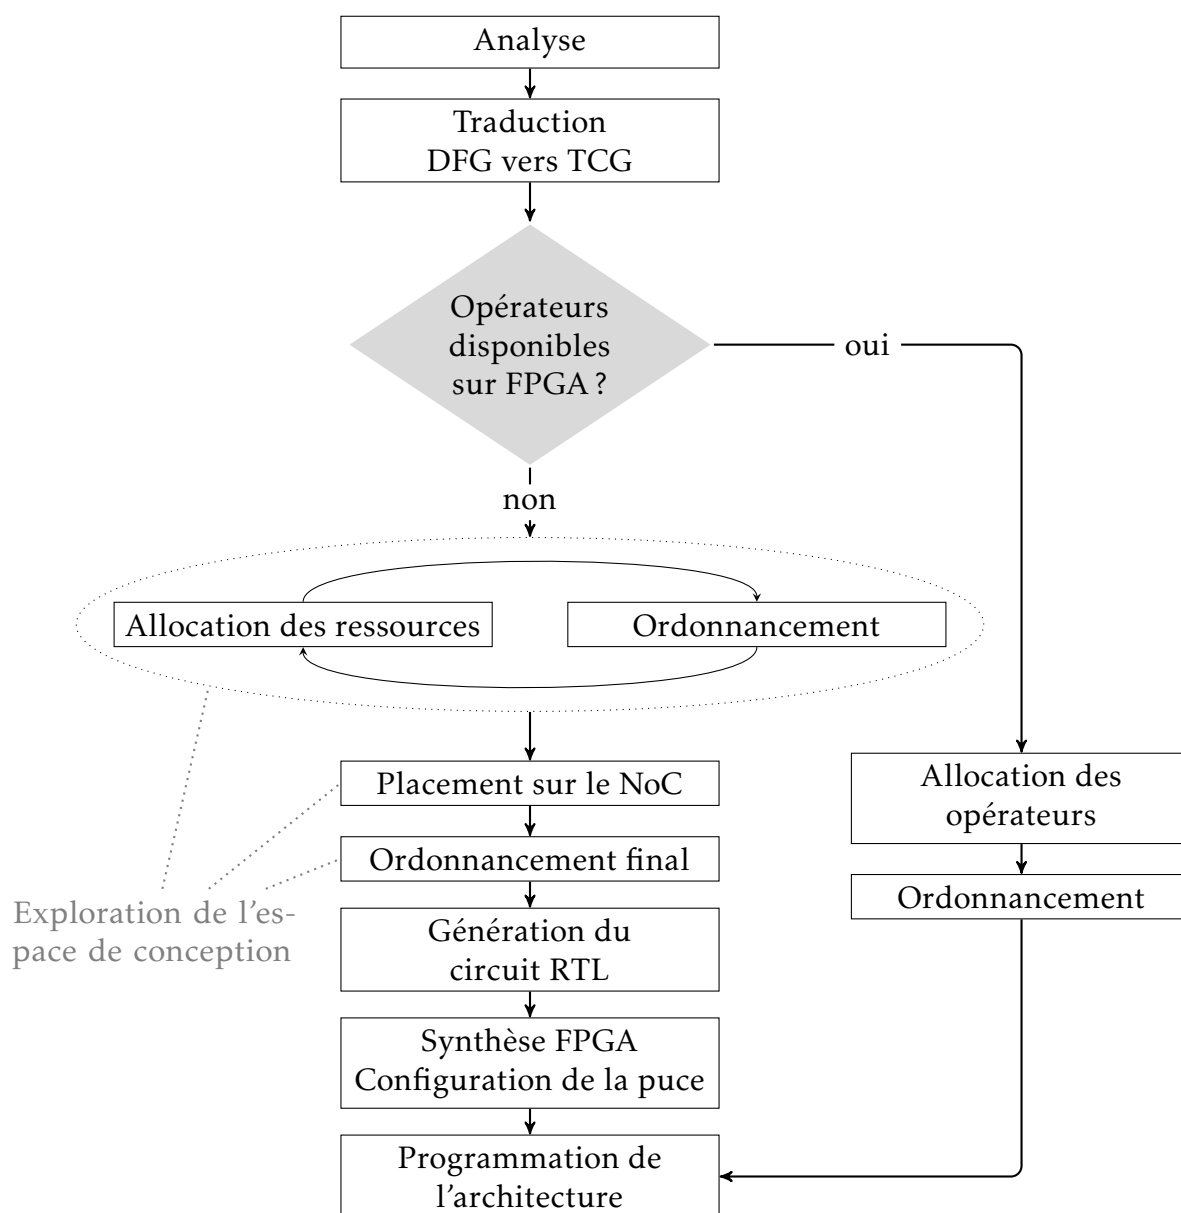 Analyse
Traduction
DFG vers TCG
Opérateurs
disponibles
sur FPGA ?
oui
non
Allocation des ressources
Ordonnancement
Placement sur le NoC
Ordonnancement final
Génération du
circuit RTL
Synthèse FPGA
Configuration de la puce
Programmation de
l'architecture
Allocation des
opérateurs
Ordonnancement
Exploration de l'es-
pace de conception